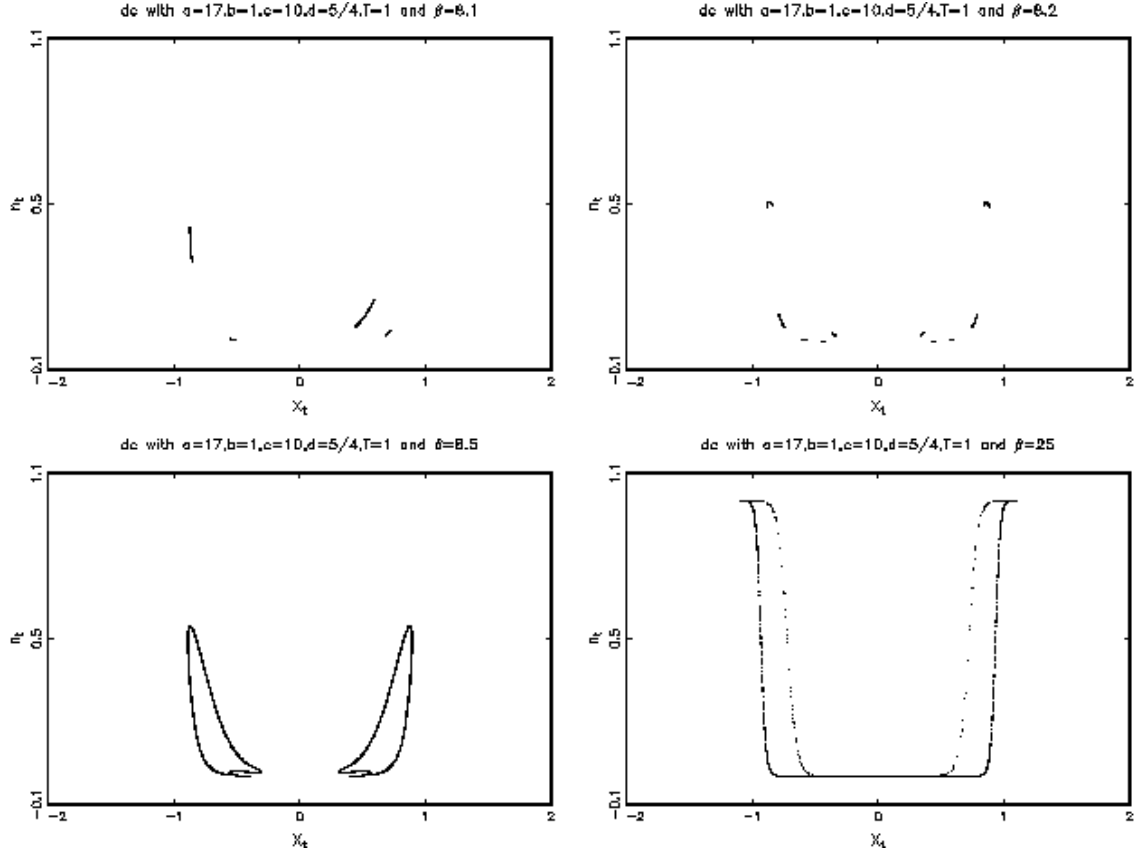 dc with a=17,b=1,c=10,d=5/4,T=1 and β=8.1
dc with a=17,b=1,c=10,d=5/4,T=1 and β=8.2
1.1
n_t
0.5
-0.1
-2
-1
0
1
2
X_t
1.1
n_t
0.5
-0.1
-2
-1
0
1
2
X_t
dc with a=17,b=1,c=10,d=5/4,T=1 and β=8.5
dc with a=17,b=1,c=10,d=5/4,T=1 and β=25
1.1
n_t
0.5
-0.1
-2
-1
0
1
2
X_t
1.1
n_t
0.5
-0.1
-2
-1
0
1
2
X_t